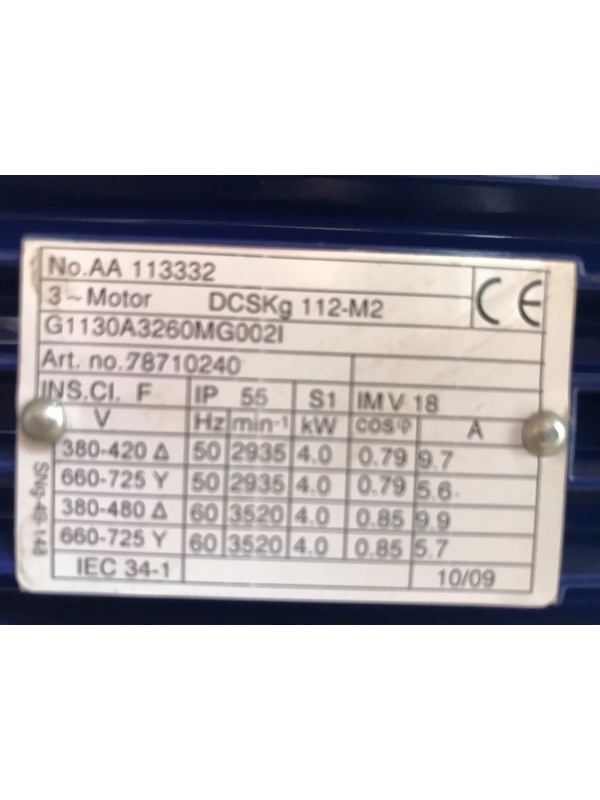 No.AA 113332
3~Motor DCSKg 112-M2
CE
G1130A3260MG002I
Art. no.78710240
INS.Cl. F IP 55 S1 IM V 18
V Hz min-1 kW cosφ A
380-420 Δ 50 2935 4.0 0.79 9.7
660-725 Y 50 2935 4.0 0.79 5.6
380-480 Δ 60 3520 4.0 0.85 9.9
660-725 Y 60 3520 4.0 0.85 5.7
IEC 34-1 10/09